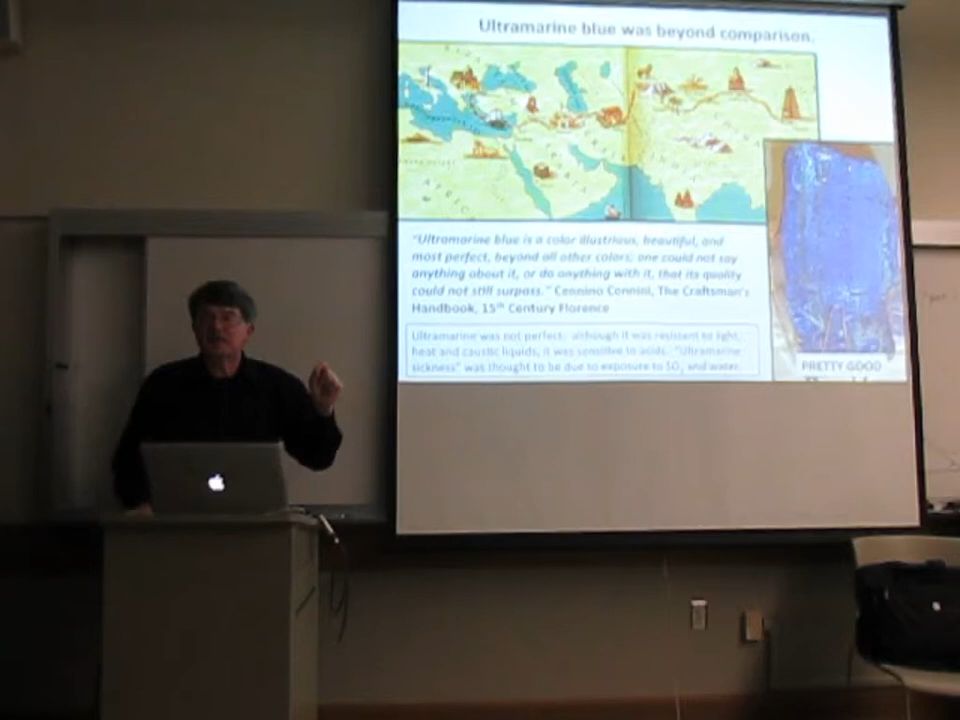 Ultramarine blue was beyond comparison.
"Ultramarine blue is a color illustrious, beautiful, and
most perfect, beyond all other colors; one could not say
anything about it, or do anything with it, that its quality
could not still surpass." Cennino Cennini, The Craftsman's
Handbook, 15th Century Florence
Ultramarine was not perfect: although it was resistant to light,
heat and caustic liquids, it was sensitive to acids. "Ultramarine
sickness" was thought to be due to exposure to SO2 and water.
PRETTY GOOD